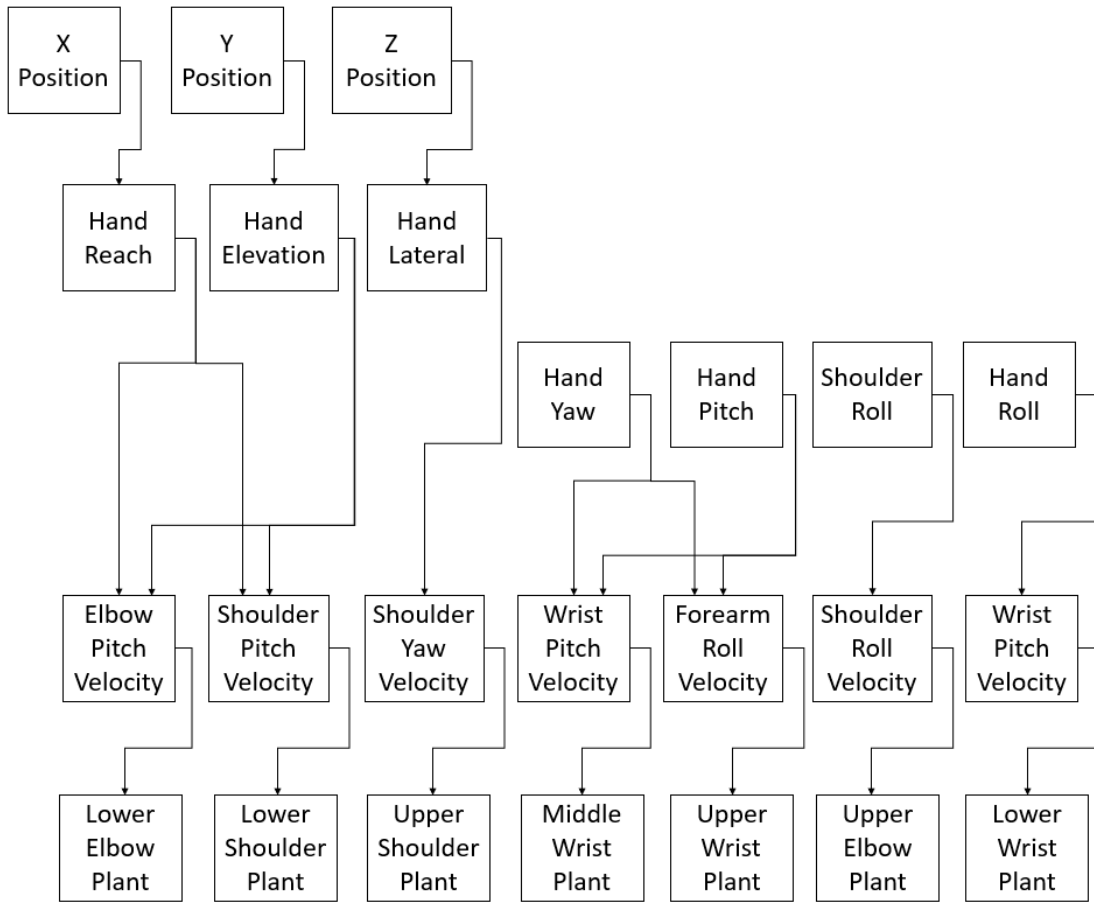 X
Position
Y
Position
Z
Position
Hand
Reach
Hand
Elevation
Hand
Lateral
Hand
Yaw
Hand
Pitch
Shoulder
Roll
Hand
Roll
Elbow
Pitch
Velocity
Shoulder
Pitch
Velocity
Shoulder
Yaw
Velocity
Wrist
Pitch
Velocity
Forearm
Roll
Velocity
Shoulder
Roll
Velocity
Wrist
Pitch
Velocity
Lower
Elbow
Plant
Lower
Shoulder
Plant
Upper
Shoulder
Plant
Middle
Wrist
Plant
Upper
Wrist
Plant
Upper
Elbow
Plant
Lower
Wrist
Plant